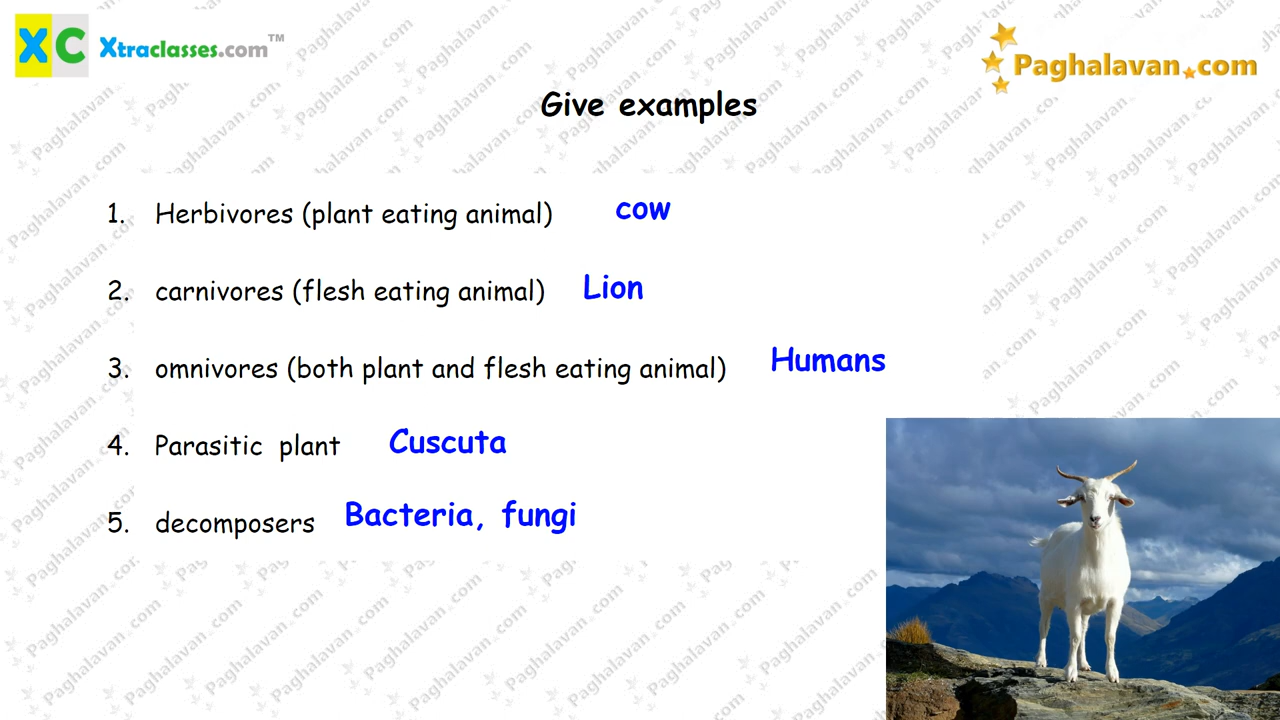 XC Xtraclasses.com™
Paghalavan.com
Give examples
1. Herbivores (plant eating animal) cow
2. carnivores (flesh eating animal) Lion
3. omnivores (both plant and flesh eating animal) Humans
4. Parasitic plant Cuscuta
5. decomposers Bacteria, fungi